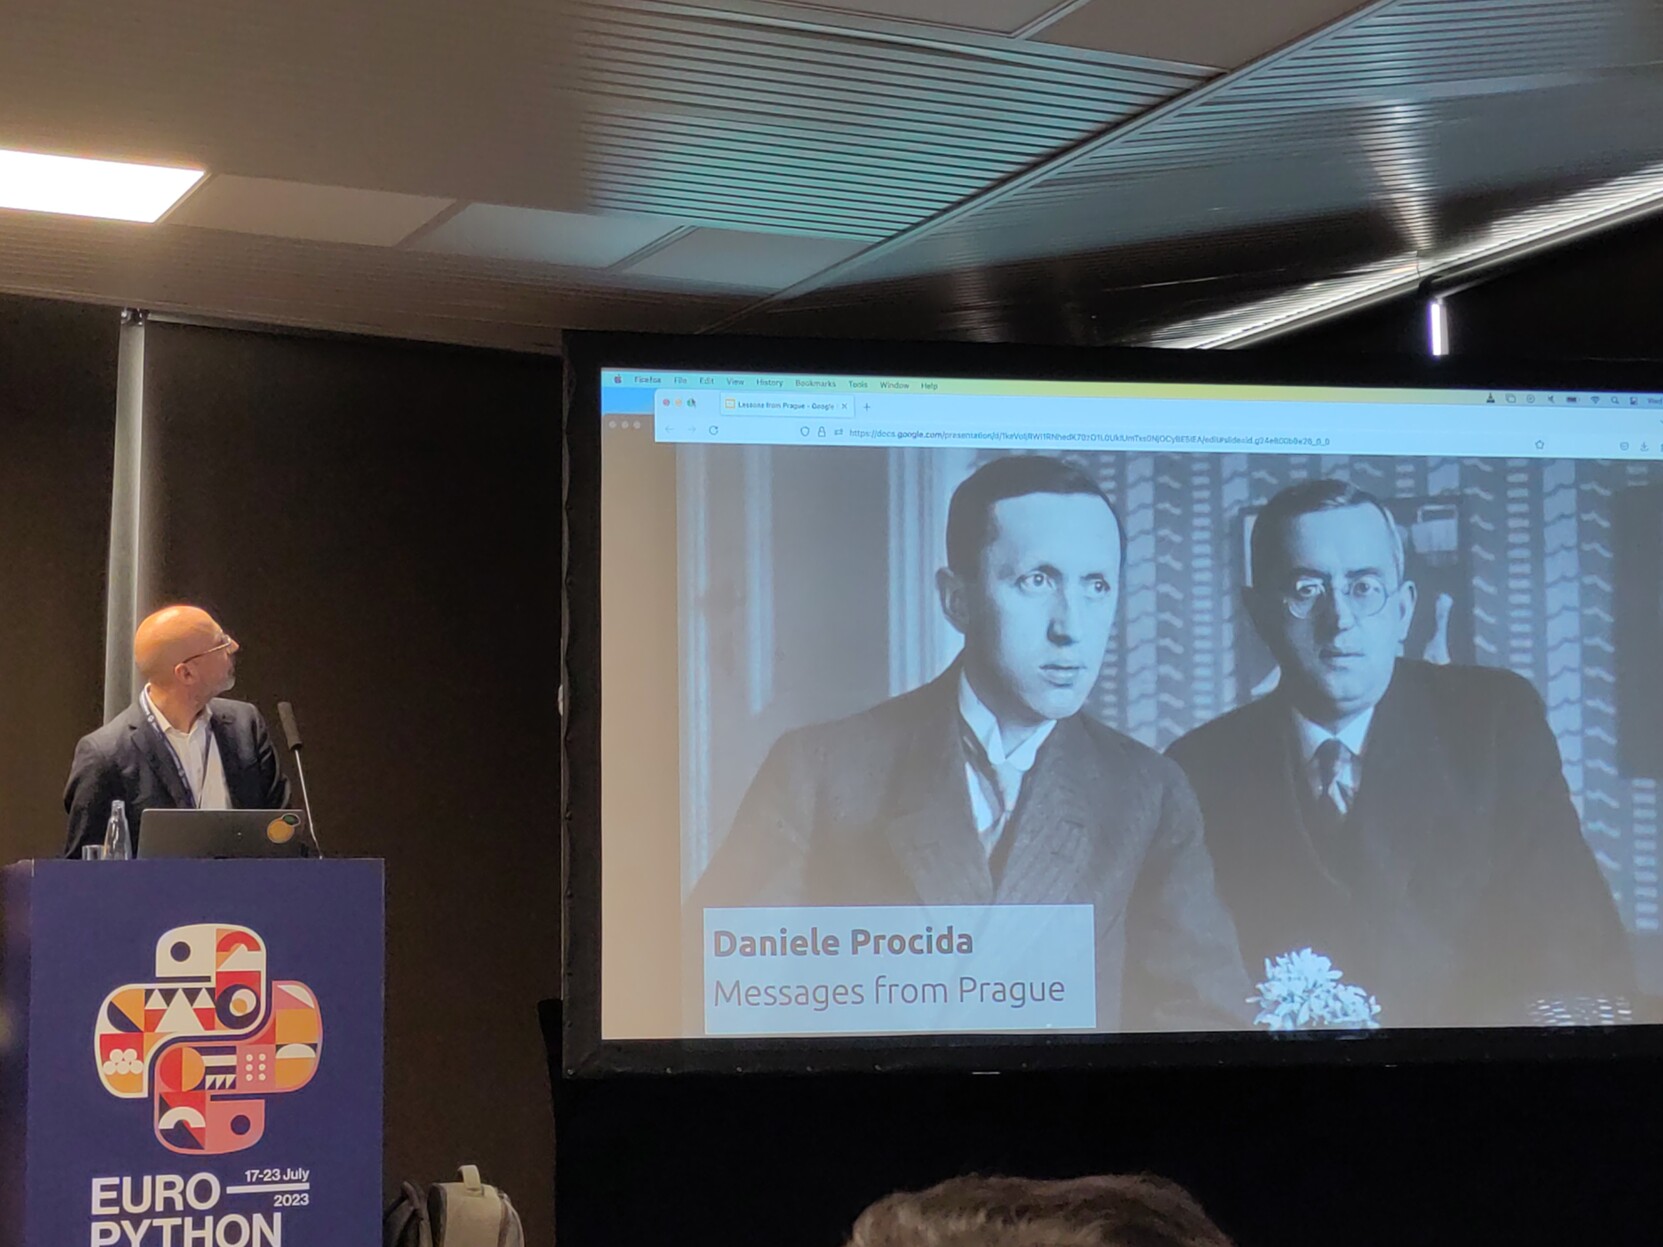 Firefox File Edit View History Bookmarks Tools Window Help
Lessons from Prague - Google
Daniele Procida
Messages from Prague
EURO
PYTHON
17-23 July
2023